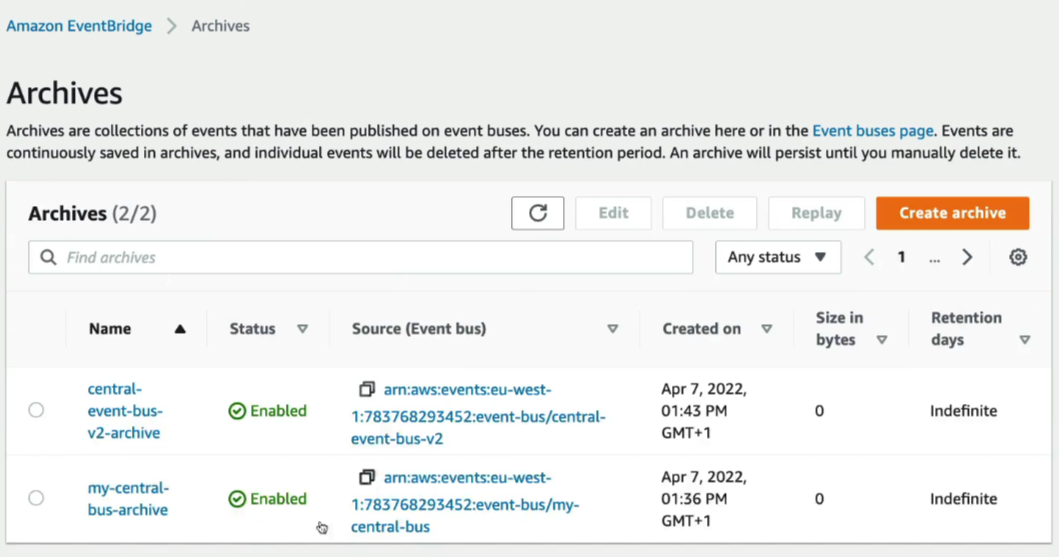 Amazon EventBridge > Archives
Archives
Archives are collections of events that have been published on event buses. You can create an archive here or in the Event buses page. Events are
continuously saved in archives, and individual events will be deleted after the retention period. An archive will persist until you manually delete it.
Archives (2/2)
Edit
Delete
Replay
Create archive
Find archives
Any status
1 ...
Name
Status
Source (Event bus)
Created on
Size in
bytes
Retention
days
central-
event-bus-
v2-archive
Enabled
arn:aws:events:eu-west-
1:783768293452:event-bus/central-
event-bus-v2
Apr 7, 2022,
01:43 PM
GMT+1
0
Indefinite
my-central-
bus-archive
Enabled
arn:aws:events:eu-west-
1:783768293452:event-bus/my-
central-bus
Apr 7, 2022,
01:36 PM
GMT+1
0
Indefinite